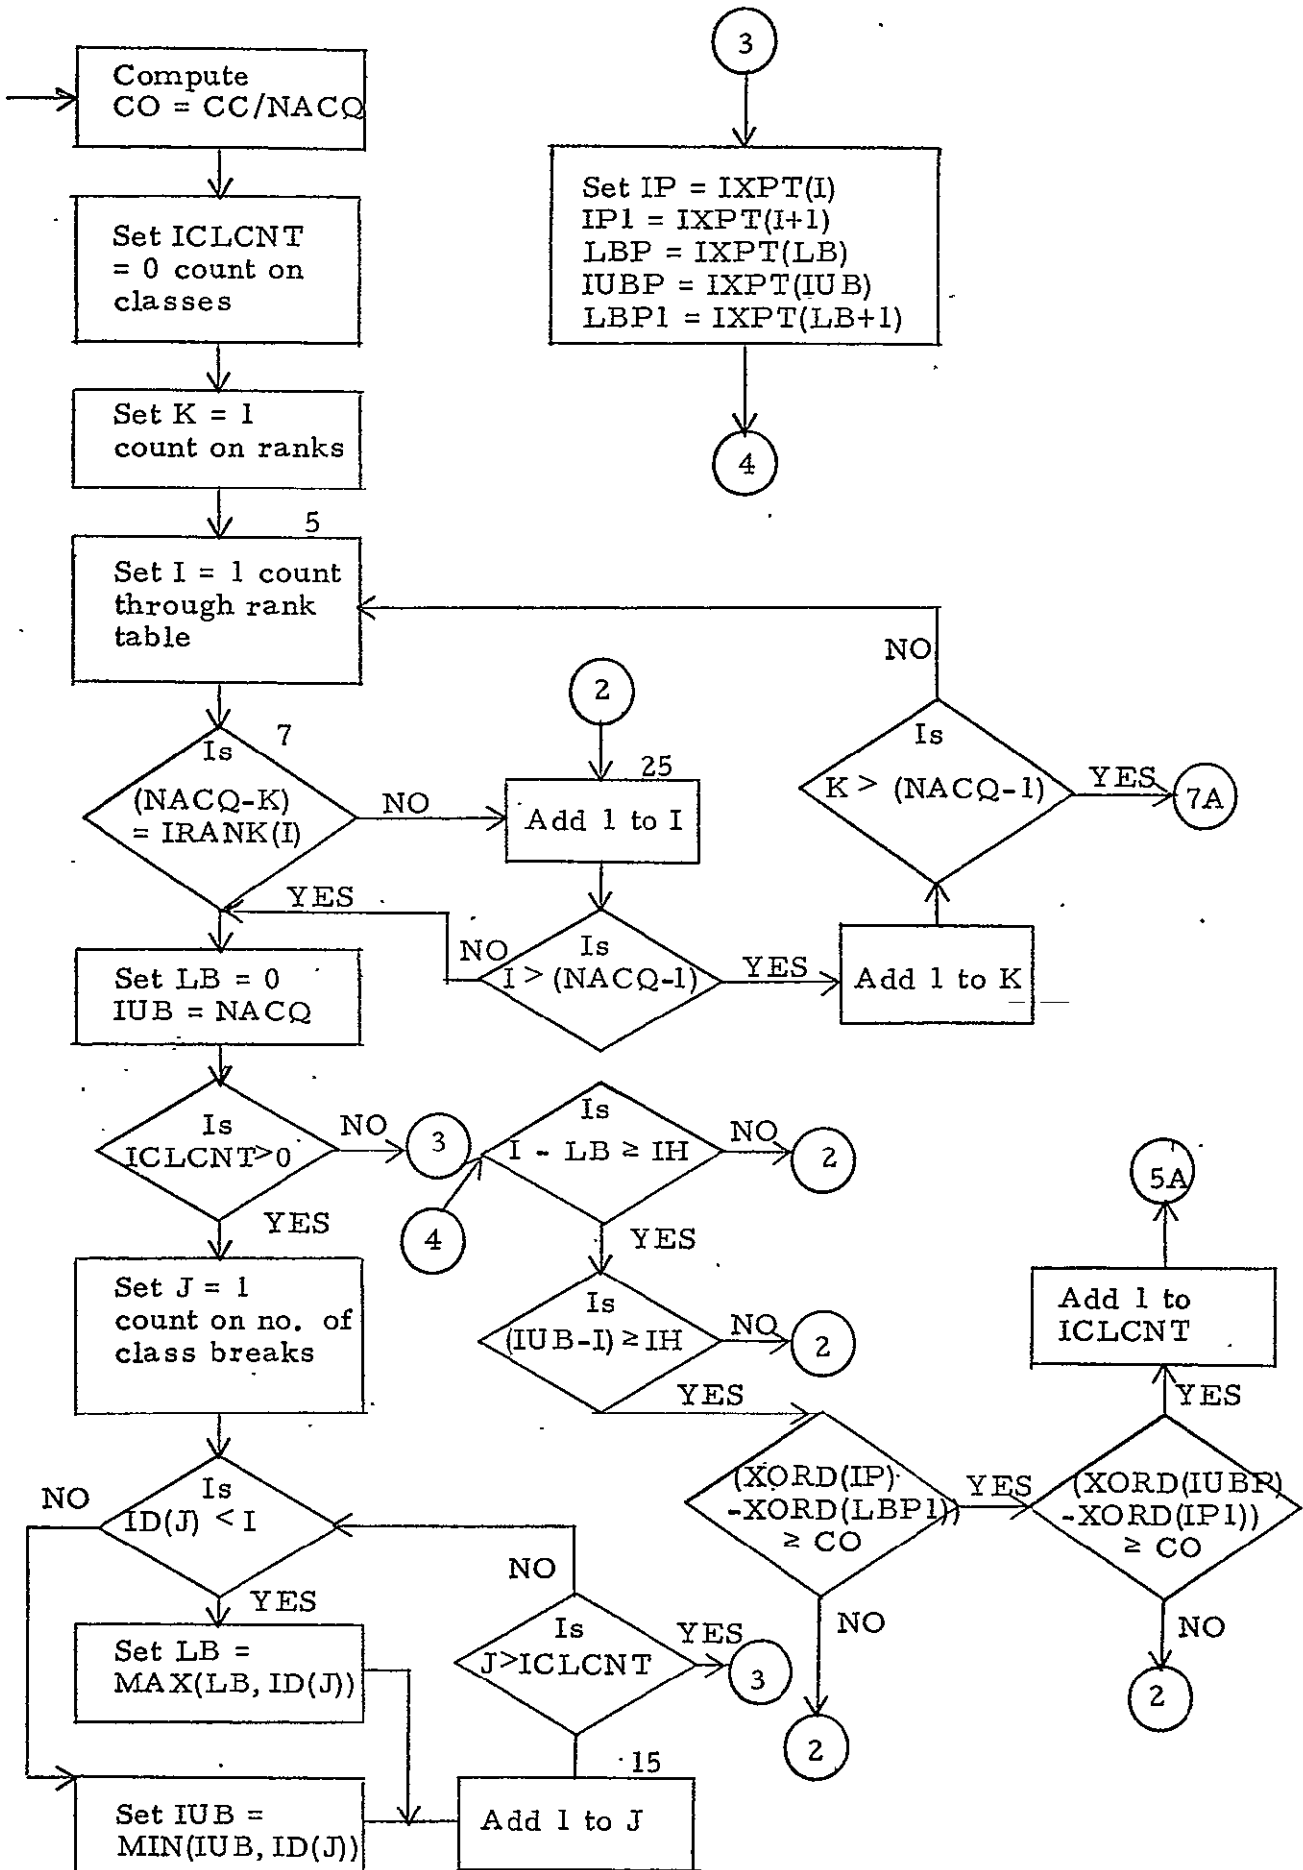 Compute
CO = CC/NACQ
Set ICLCNT
= 0 count on
classes
Set K = 1
count on ranks
5
Set I = 1 count
through rank
table
7
Is
(NACQ-K)
= IRANK(I)
NO
YES
2
25
Add 1 to I
Is
I > (NACQ-1)
NO
YES
Add 1 to K
Is
K > (NACQ-1)
NO
YES
7A
3
Set IP = IXPT(I)
IP1 = IXPT(I+1)
LBP = IXPT(LB)
IUBP = IXPT(IUB)
LBP1 = IXPT(LB+1)
4
Set LB = 0
IUB = NACQ
Is
ICLCNT>0
NO
3
YES
Set J = 1
count on no. of
class breaks
Is
ID(J) < I
NO
YES
Set LB =
MAX(LB, ID(J))
Set IUB =
MIN(IUB, ID(J))
15
Add 1 to J
Is
J>ICLCNT
NO
YES
3
4
Is
I - LB ≥ IH
NO
2
YES
Is
(IUB-I) ≥ IH
NO
2
YES
(XORD(IP)
-XORD(LBP1))
≥ CO
YES
NO
2
(XORD(IUBP)
-XORD(IP1))
≥ CO
NO
2
YES
Add 1 to
ICLCNT
5A